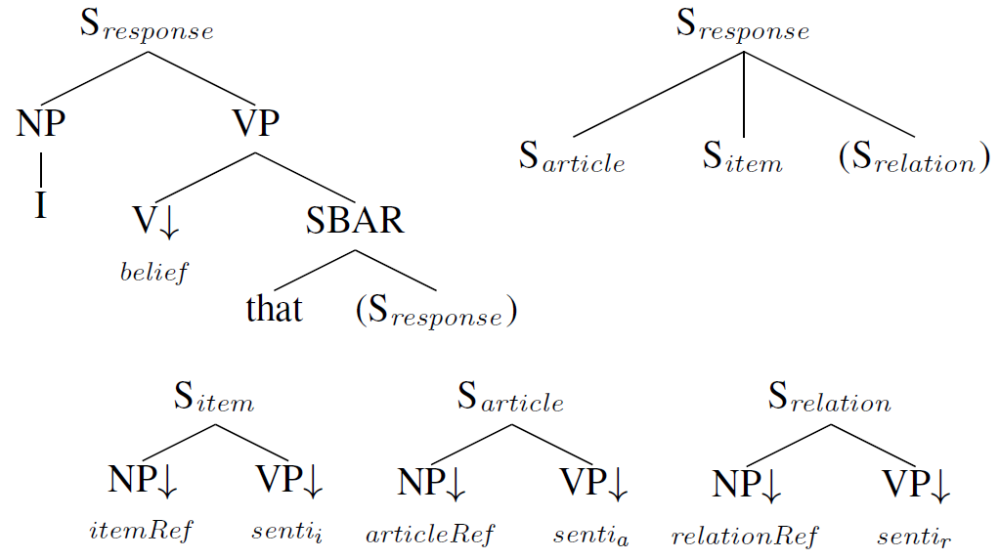 S_response S_response
NP VP
S_article S_item (S_relation)
I V↓ SBAR
belief
that (S_response)
S_item S_article S_relation
NP↓ VP↓ NP↓ VP↓ NP↓ VP↓
itemRef senti_i articleRef senti_a relationRef senti_r